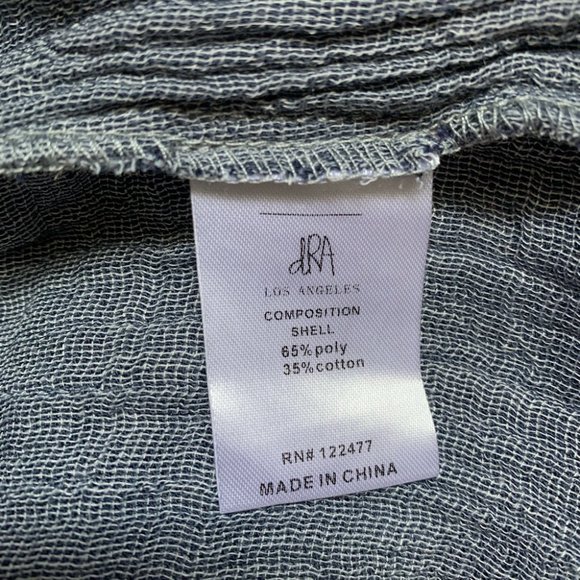 dRA
LOS ANGELES
COMPOSITION
SHELL
65%poly
35%cotton
RN# 122477
MADE IN CHINA